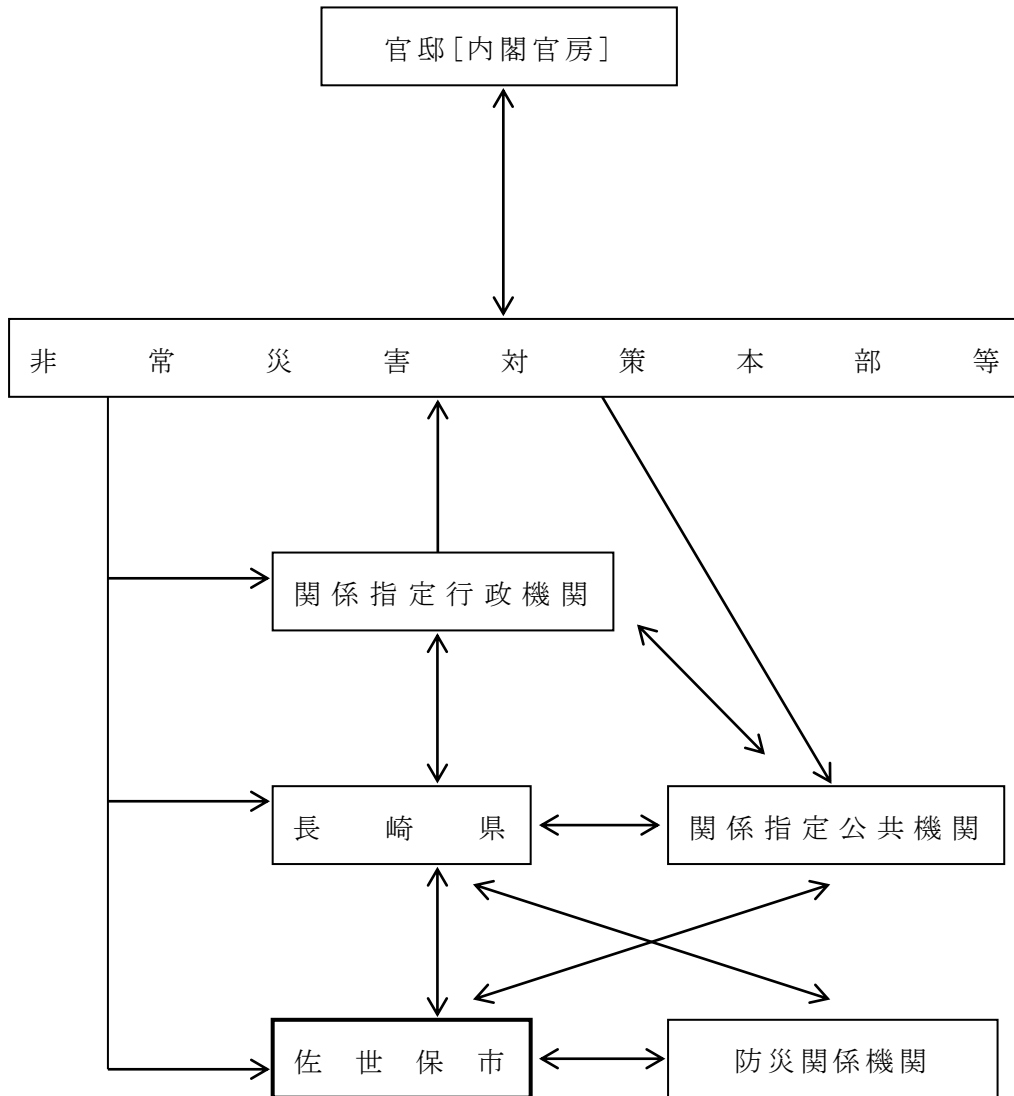 官邸[内閣官房]
非常災害対策本部等
関係指定行政機関
長崎県
関係指定公共機関
佐世保市
防災関係機関